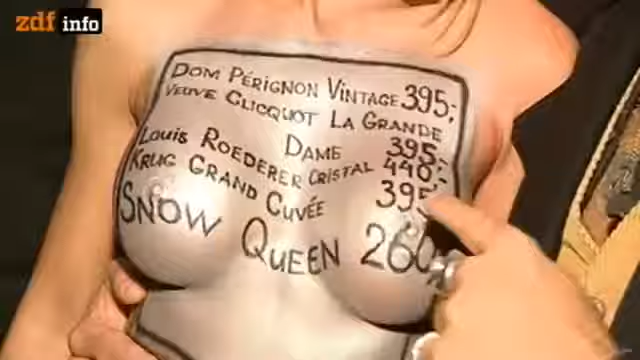 zdf info
DOM PÉRIGNON VINTAGE 395;
VEUVE CLICQUOT LA GRANDE
DAME 395;-
LOUIS ROEDERER CRISTAL 440;-
KRUG GRAND CUVÉE 395
SNOW QUEEN 260